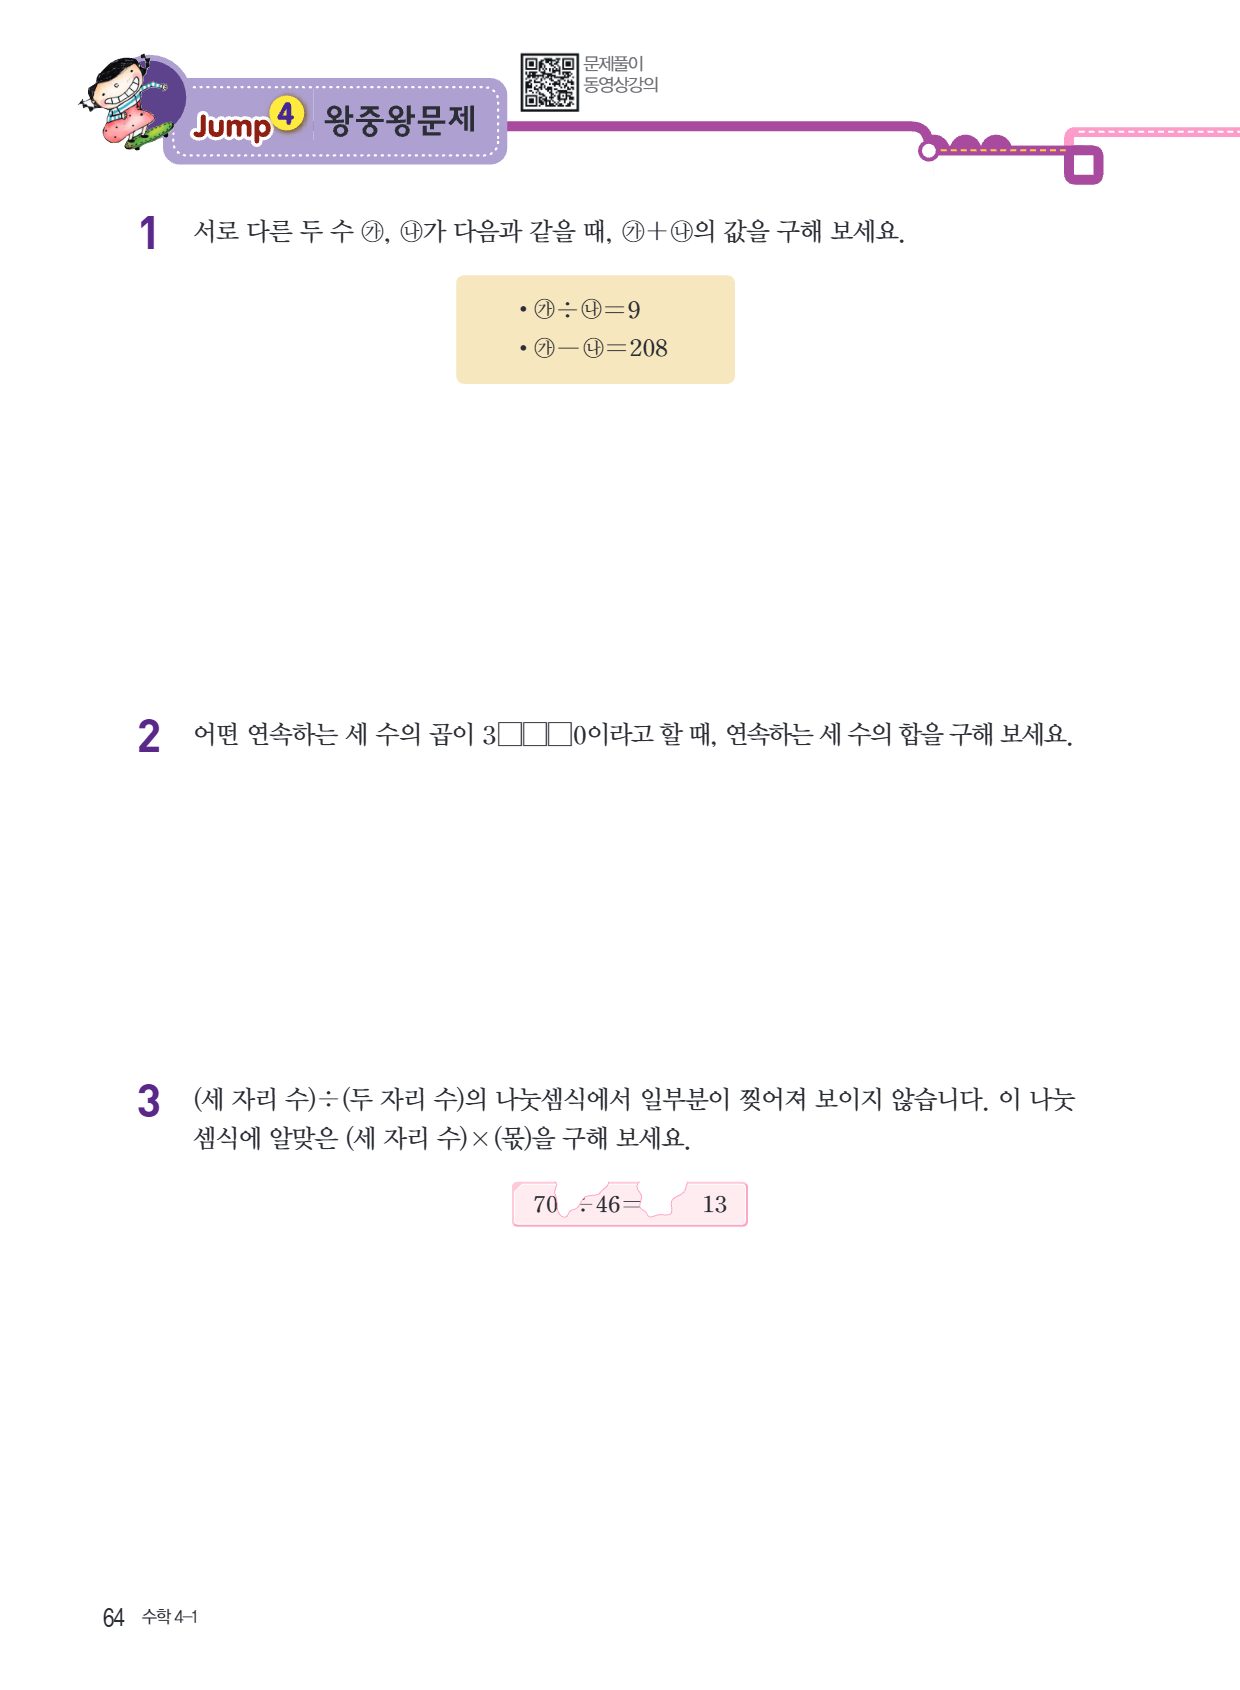 Jump 4 왕중왕문제
문제풀이
동영상강의
1 서로 다른 두 수 ㉮, ㉯가 다음과 같을 때, ㉮+㉯의 값을 구해 보세요.
• ㉮÷㉯=9
• ㉮-㉯=208
2 어떤 연속하는 세 수의 곱이 3□□□0이라고 할 때, 연속하는 세 수의 합을 구해 보세요.
3 (세 자리 수)÷(두 자리 수)의 나눗셈식에서 일부분이 찢어져 보이지 않습니다. 이 나눗
셈식에 알맞은 (세 자리 수)×(몫)을 구해 보세요.
70 ÷46= 13
64 수학 4-1